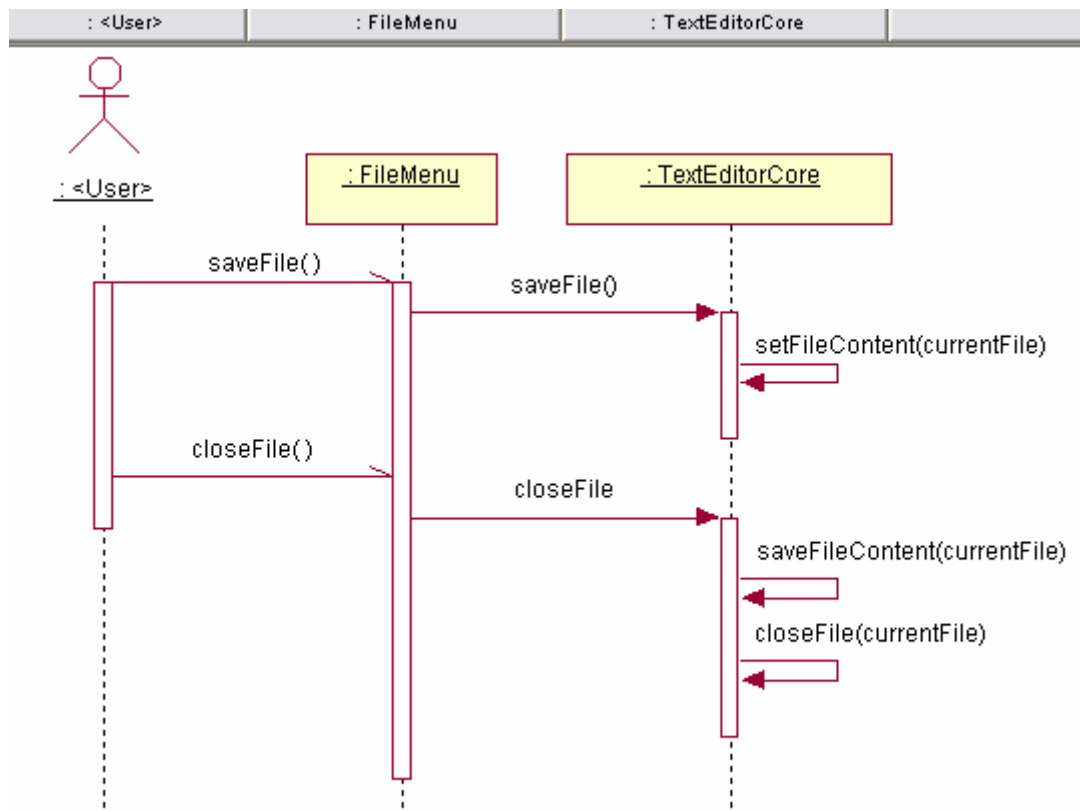 : <User>
: FileMenu
: TextEditorCore
: <User>
: FileMenu
: TextEditorCore
saveFile()
saveFile()
setFileContent(currentFile)
closeFile()
closeFile
saveFileContent(currentFile)
closeFile(currentFile)